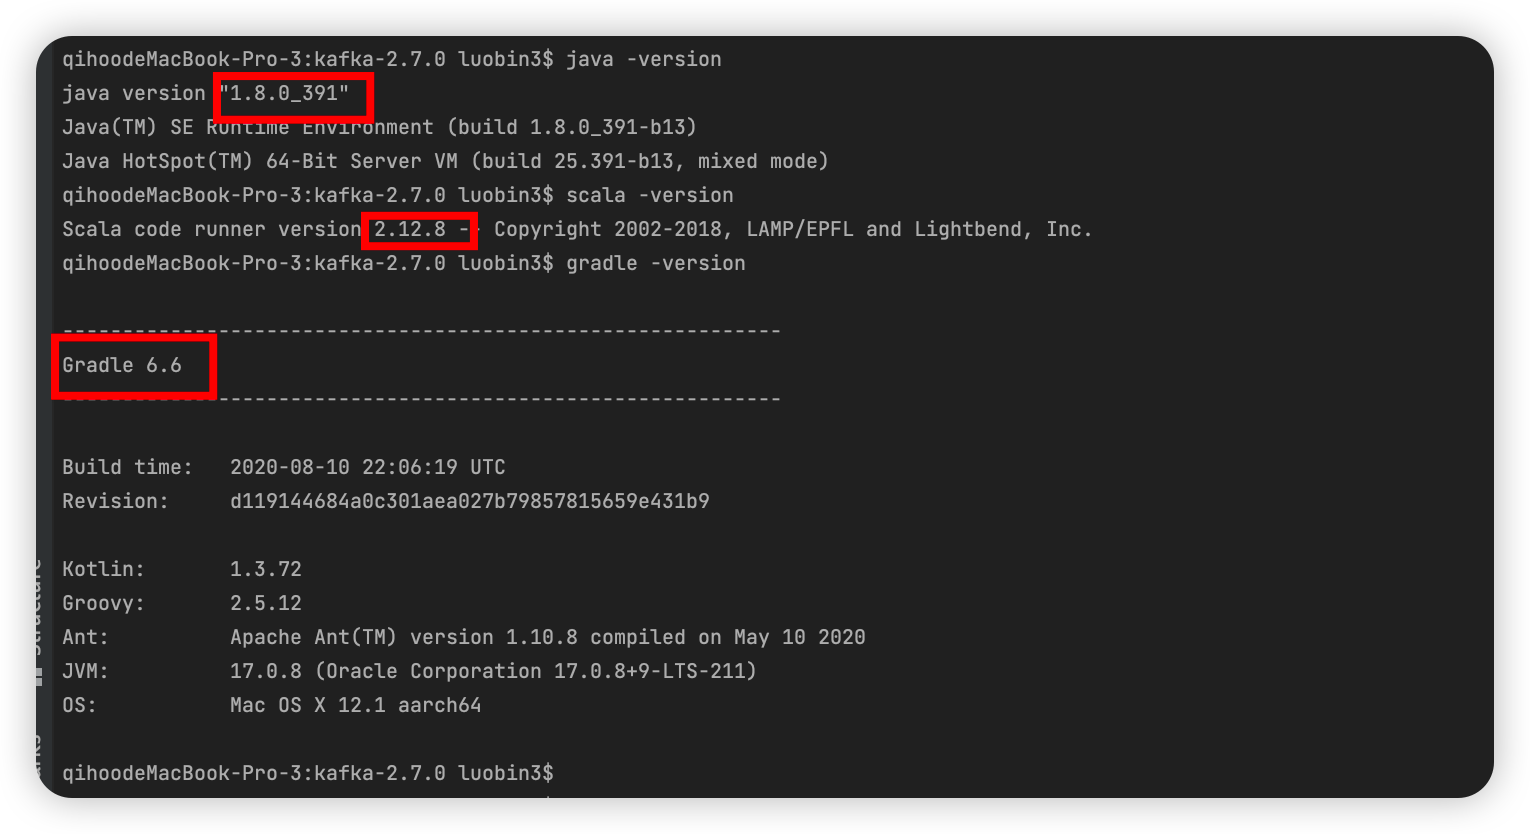 qihoodeMacBook-Pro-3:kafka-2.7.0 luobin3$ java -version
java version "1.8.0_391"
Java(TM) SE Runtime Environment (build 1.8.0_391-b13)
Java HotSpot(TM) 64-Bit Server VM (build 25.391-b13, mixed mode)
qihoodeMacBook-Pro-3:kafka-2.7.0 luobin3$ scala -version
Scala code runner version 2.12.8 -- Copyright 2002-2018, LAMP/EPFL and Lightbend, Inc.
qihoodeMacBook-Pro-3:kafka-2.7.0 luobin3$ gradle -version
------------------------------------------------------------
Gradle 6.6
------------------------------------------------------------
Build time:   2020-08-10 22:06:19 UTC
Revision:     d119144684a0c301aea027b79857815659e431b9
Kotlin:       1.3.72
Groovy:       2.5.12
Ant:          Apache Ant(TM) version 1.10.8 compiled on May 10 2020
JVM:          17.0.8 (Oracle Corporation 17.0.8+9-LTS-211)
OS:           Mac OS X 12.1 aarch64
qihoodeMacBook-Pro-3:kafka-2.7.0 luobin3$
Structure